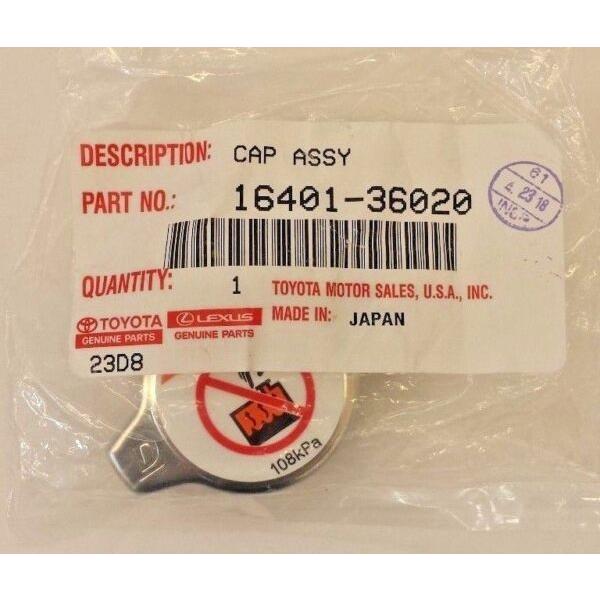 DESCRIPTION: CAP ASSY
PART NO.: 16401-36020
61
4.23 18
INSP
QUANTITY: 1 TOYOTA MOTOR SALES, U.S.A., INC.
TOYOTA LEXUS MADE IN: JAPAN
GENUINE PARTS GENUINE PARTS
23D8
108kPa
D